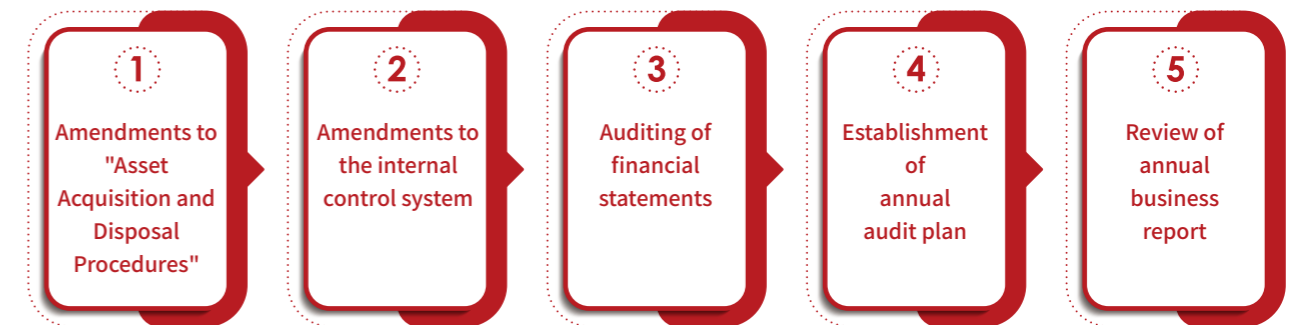 1
Amendments to
"Asset
Acquisition and
Disposal
Procedures"
2
Amendments to
the internal
control system
3
Auditing of
financial
statements
4
Establishment
of
annual
audit plan
5
Review of
annual
business
report